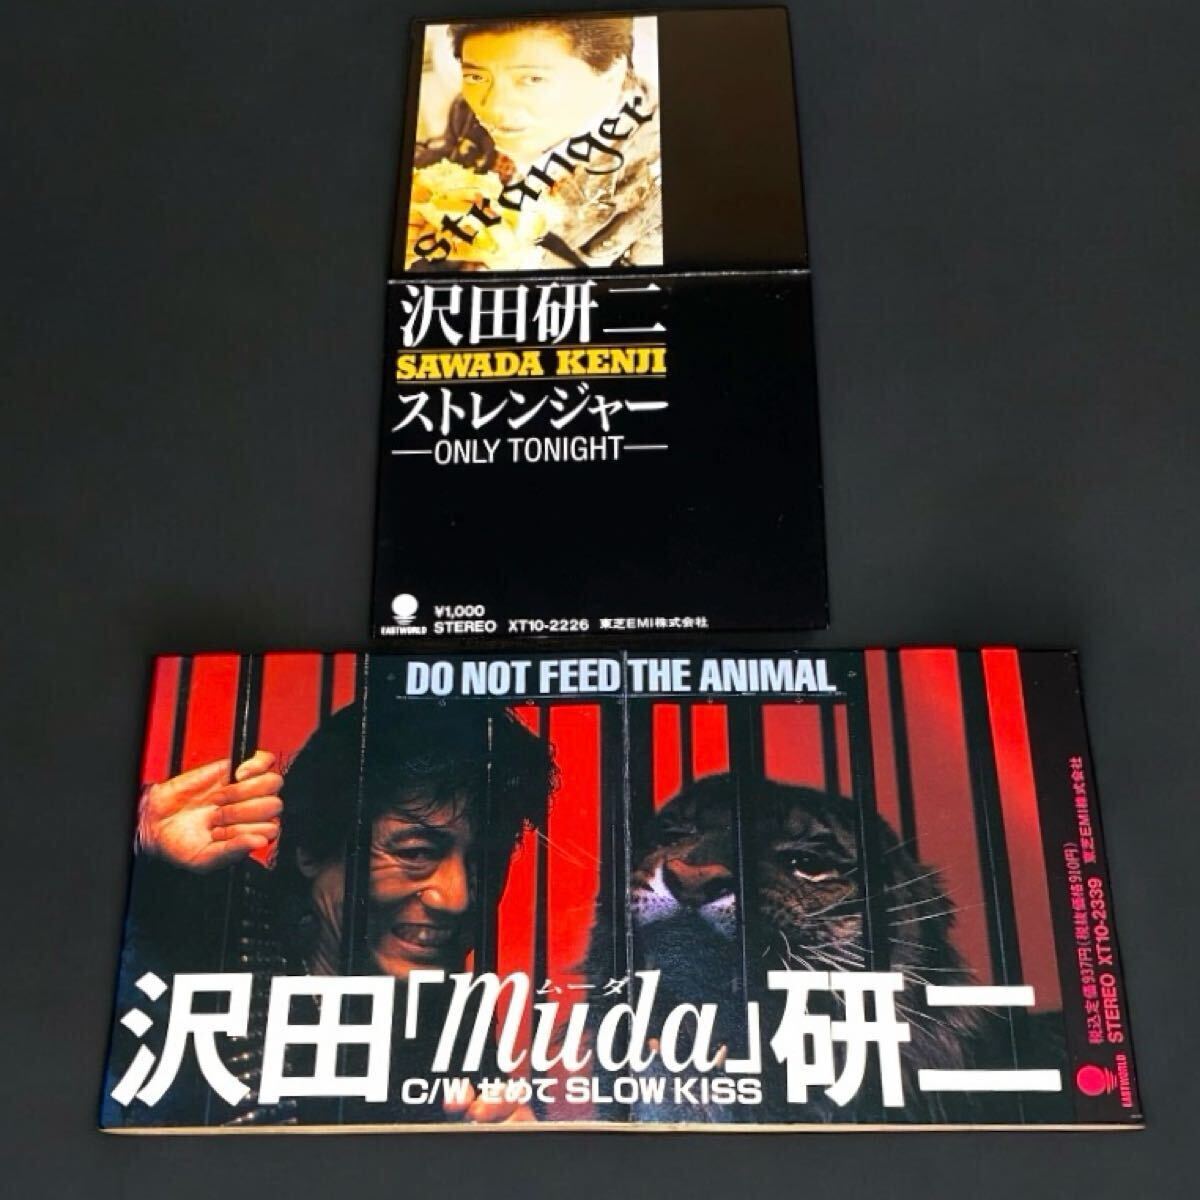 Stranger
沢田研二
SAWADA KENJI
ストレンジャー
—ONLY TONIGHT—
EASTWORLD
¥1,000
STEREO XT10-2226 東芝EMI株式会社
DO NOT FEED THE ANIMAL
沢田「muda」研二
ムーダ
C/W せめて SLOW KISS
税込定価937円(税抜価格910円)
STEREO XT10-2339 東芝EMI株式会社
EASTWORLD